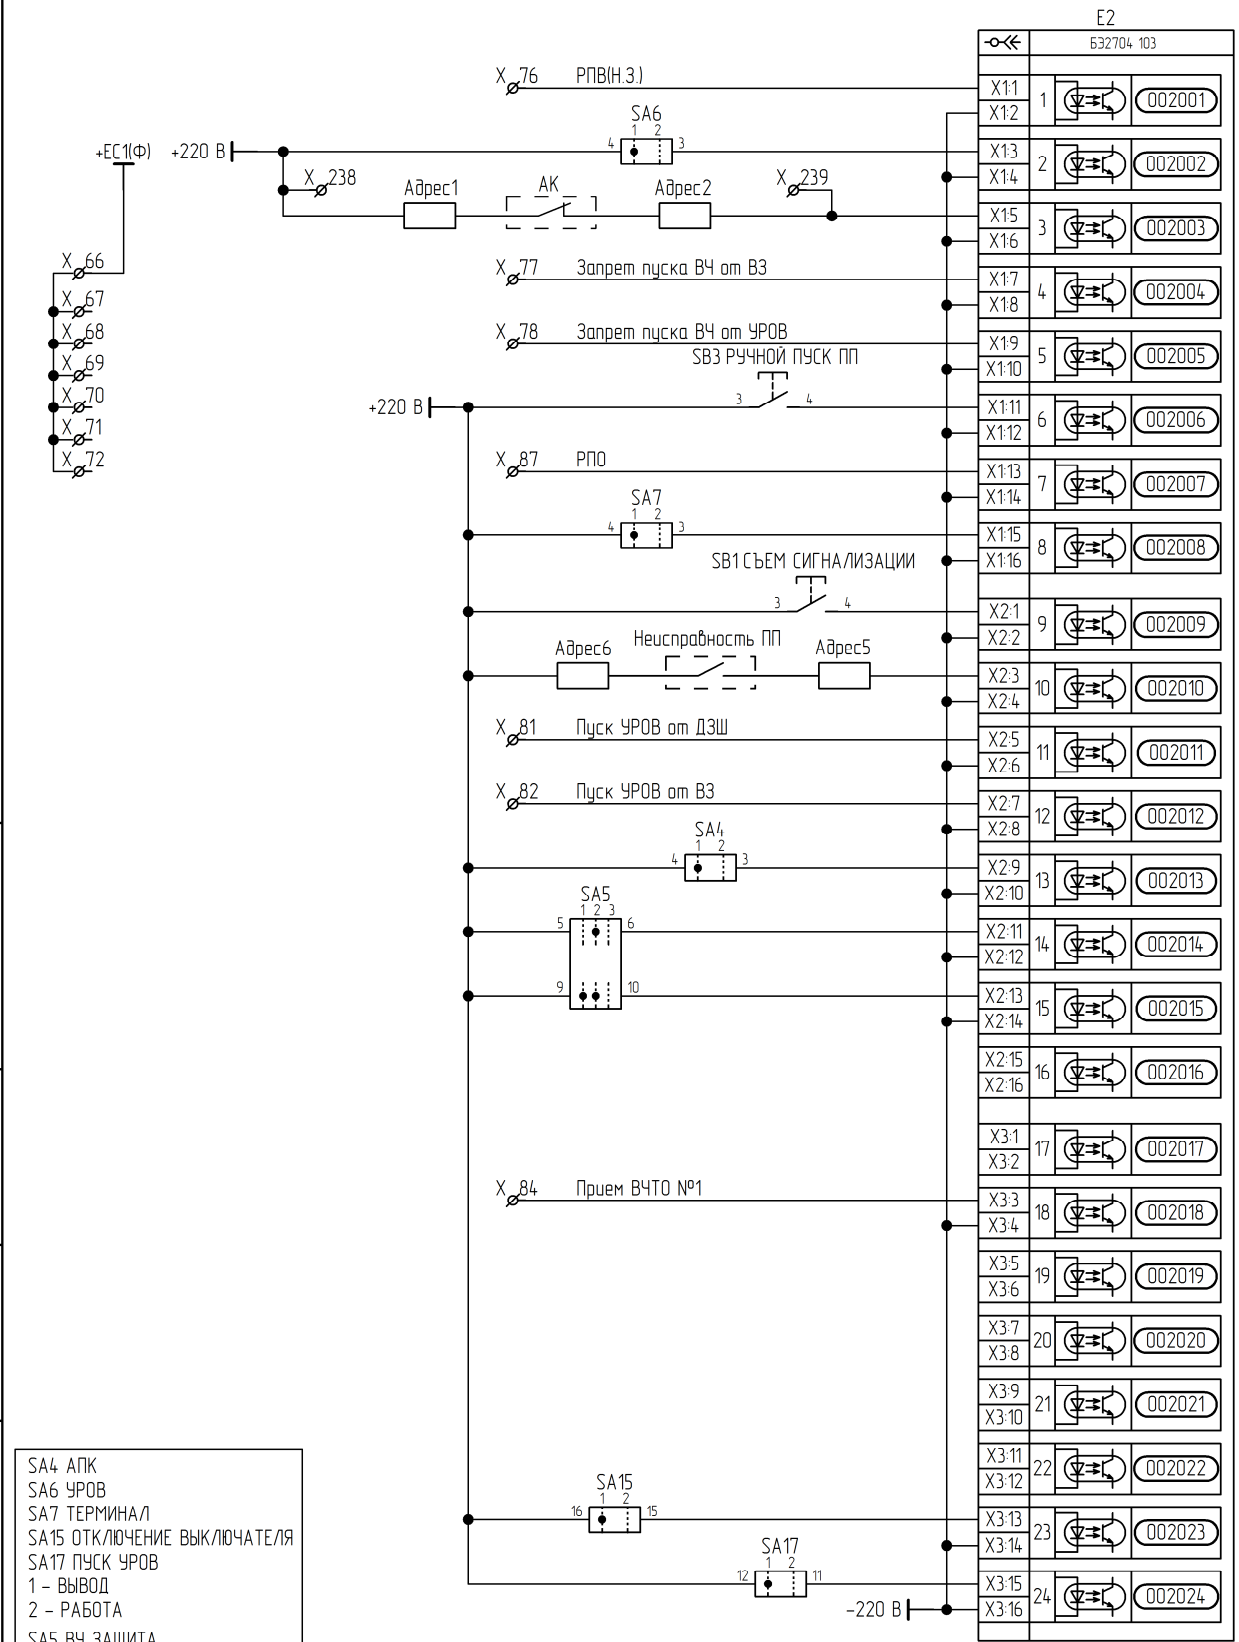 E2
БЭ2704 103
X 76 РПВ(Н.З.)
X1:1
X1:2
1
002001
SA6
1 2
4 3
+ЕС1(Ф) +220 В
X1:3
X1:4
2
002002
X 238
Адрес1
АК
Адрес2
X 239
X1:5
X1:6
3
002003
X 66
X 67
X 68
X 69
X 70
X 71
X 72
X 77 Запрет пуска ВЧ от ВЗ
X1:7
X1:8
4
002004
X 78 Запрет пуска ВЧ от УРОВ
X1:9
X1:10
5
002005
SB3 РУЧНОЙ ПУСК ПП
+220 В
3 4
X1:11
X1:12
6
002006
X 87 РПО
X1:13
X1:14
7
002007
SA7
1 2
4 3
X1:15
X1:16
8
002008
SB1 СЪЕМ СИГНАЛИЗАЦИИ
3 4
X2:1
X2:2
9
002009
Адрес6
Неисправность ПП
Адрес5
X2:3
X2:4
10
002010
X 81 Пуск УРОВ от ДЗШ
X2:5
X2:6
11
002011
X 82 Пуск УРОВ от ВЗ
X2:7
X2:8
12
002012
SA4
1 2
4 3
X2:9
X2:10
13
002013
SA5
1 2 3
5 6
X2:11
X2:12
14
002014
9 10
X2:13
X2:14
15
002015
X2:15
X2:16
16
002016
X3:1
X3:2
17
002017
X 84 Прием ВЧТО №1
X3:3
X3:4
18
002018
X3:5
X3:6
19
002019
X3:7
X3:8
20
002020
X3:9
X3:10
21
002021
X3:11
X3:12
22
002022
SA15
1 2
16 15
X3:13
X3:14
23
002023
SA17
1 2
12 11
-220 В
X3:15
X3:16
24
002024
SA4 АПК
SA6 УРОВ
SA7 ТЕРМИНАЛ
SA15 ОТКЛЮЧЕНИЕ ВЫКЛЮЧАТЕЛЯ
SA17 ПУСК УРОВ
1 – ВЫВОД
2 – РАБОТА
SA5 ВЧ ЗАЩИТА